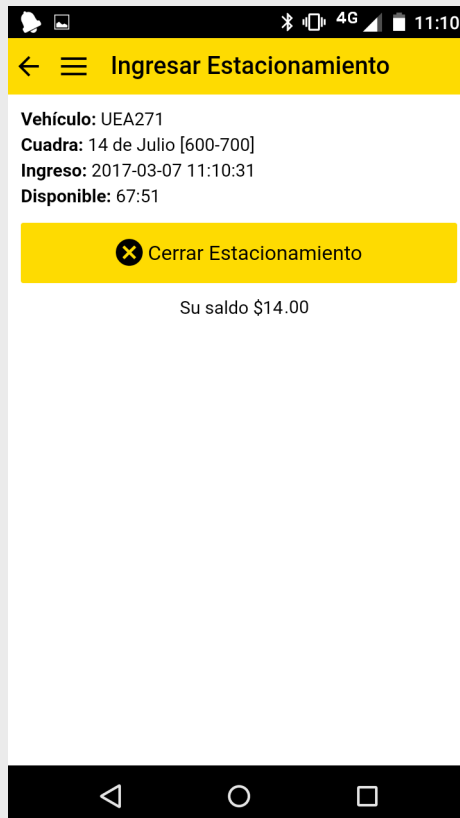 4G 11:10
Ingresar Estacionamiento
Vehículo: UEA271
Cuadra: 14 de Julio [600-700]
Ingreso: 2017-03-07 11:10:31
Disponible: 67:51
Cerrar Estacionamiento
Su saldo $14.00